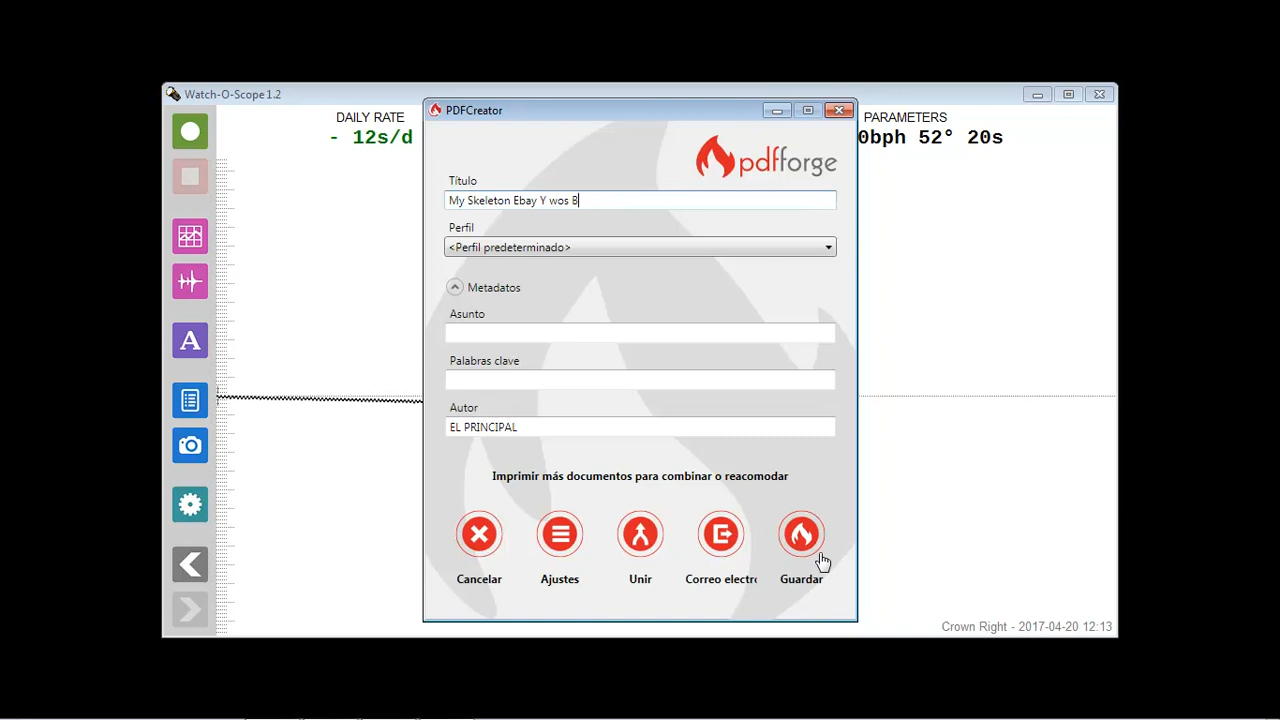 Watch-O-Scope 1.2
PDFCreator
DAILY RATE
- 12s/d
PARAMETERS
0bph 52° 20s
pdfforge
Título
My Skeleton Ebay Y wos B
Perfil
<Perfil predeterminado>
Metadatos
Asunto
Palabras clave
Autor
EL PRINCIPAL
Imprimir más documentos para combinar o reacomodar
Cancelar
Ajustes
Unir
Correo electr
Guardar
A
Crown Right - 2017-04-20 12:13